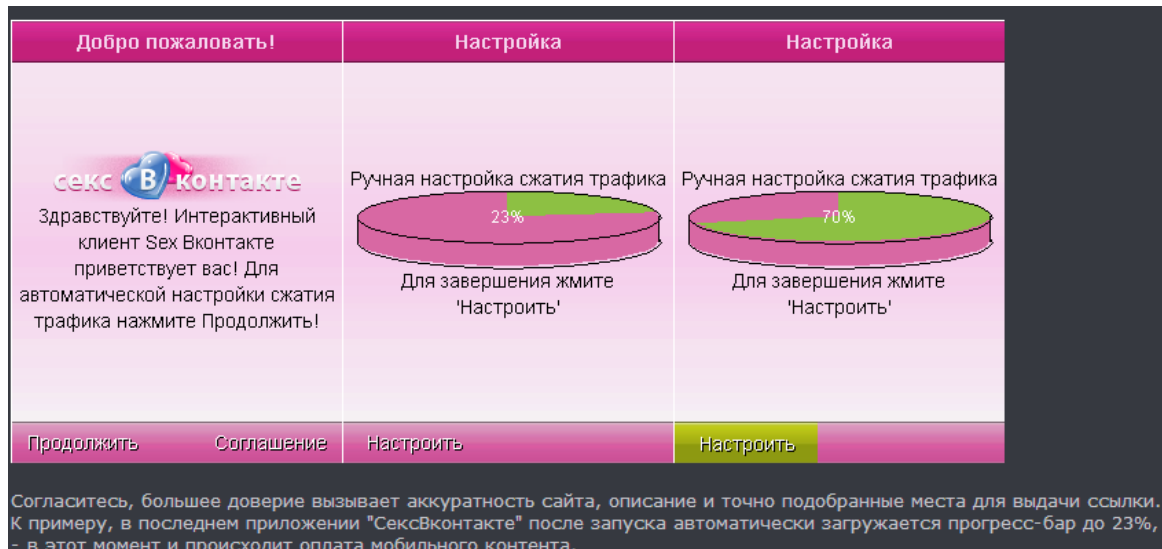 Добро пожаловать!
секс В контакте
Здравствуйте! Интерактивный
клиент Sex Вконтакте
приветствует вас! Для
автоматической настройки сжатия
трафика нажмите Продолжить!
Продолжить
Соглашение
Настройка
Ручная настройка сжатия трафика
23%
Для завершения жмите
'Настроить'
Настроить
Настройка
Ручная настройка сжатия трафика
70%
Для завершения жмите
'Настроить'
Настроить
Согласитесь, большее доверие вызывает аккуратность сайта, описание и точно подобранные места для выдачи ссылки.
К примеру, в последнем приложении "СексВконтакте" после запуска автоматически загружается прогресс-бар до 23%,
- в этот момент и происходит оплата мобильного контента.